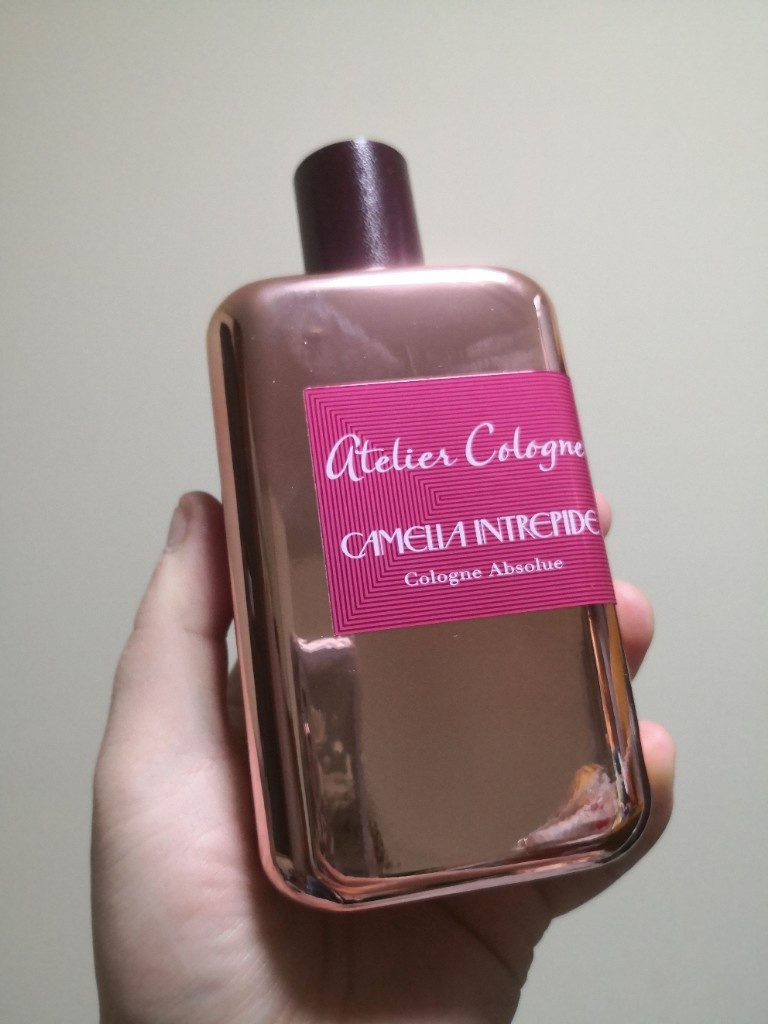 Atelier Cologne
CAMELIA INTREPIDE
Cologne Absolue